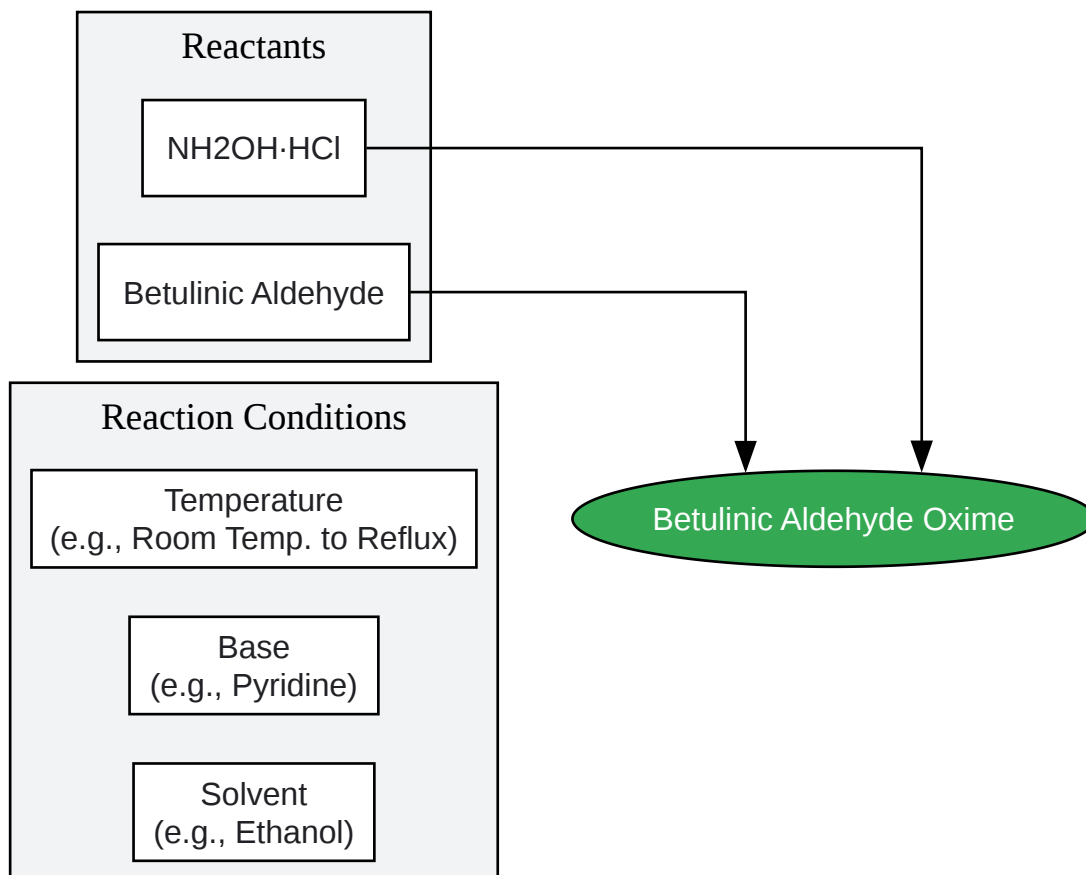 Reactants
NH2OH·HCl
Betulinic Aldehyde
Reaction Conditions
Temperature
(e.g., Room Temp. to Reflux)
Base
(e.g., Pyridine)
Solvent
(e.g., Ethanol)
Betulinic Aldehyde Oxime